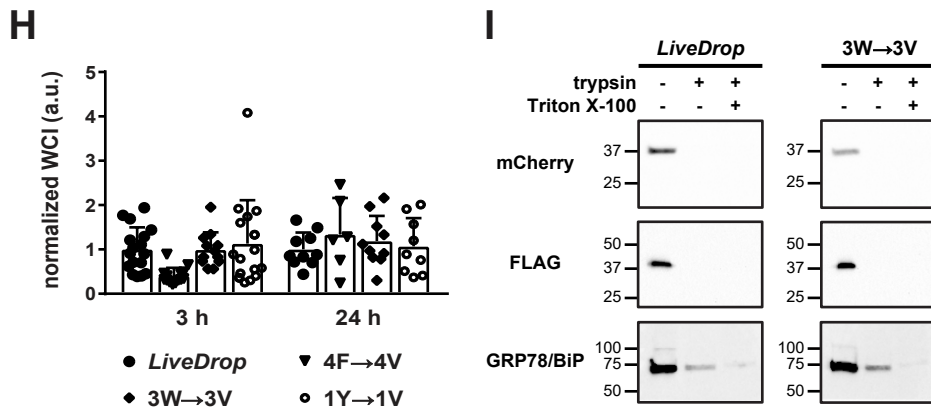 H
normalized WCI (a.u.)
5
4
3
2
1
0
3 h
24 h
LiveDrop
4F→4V
3W→3V
1Y→1V
I
LiveDrop
3W→3V
trypsin - + + - + +
Triton X-100 - - + - - +
mCherry
37
25
37
25
FLAG
50
37
25
50
37
25
GRP78/BiP
100
75
50
100
75
50